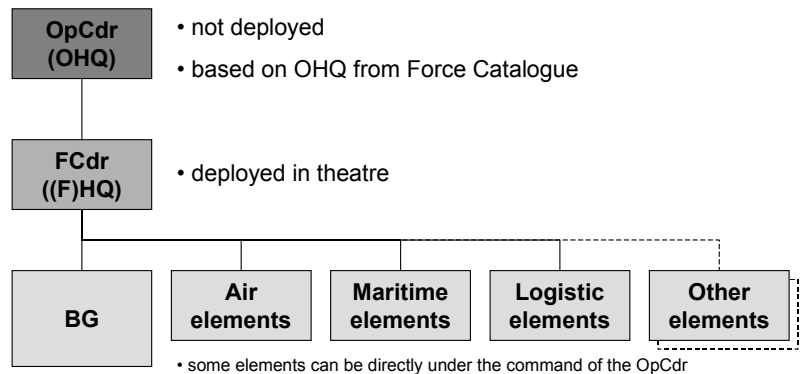 OpCdr
(OHQ)
• not deployed
• based on OHQ from Force Catalogue
FCdr
((F)HQ)
• deployed in theatre
BG
Air
elements
Maritime
elements
Logistic
elements
Other
elements
• some elements can be directly under the command of the OpCdr